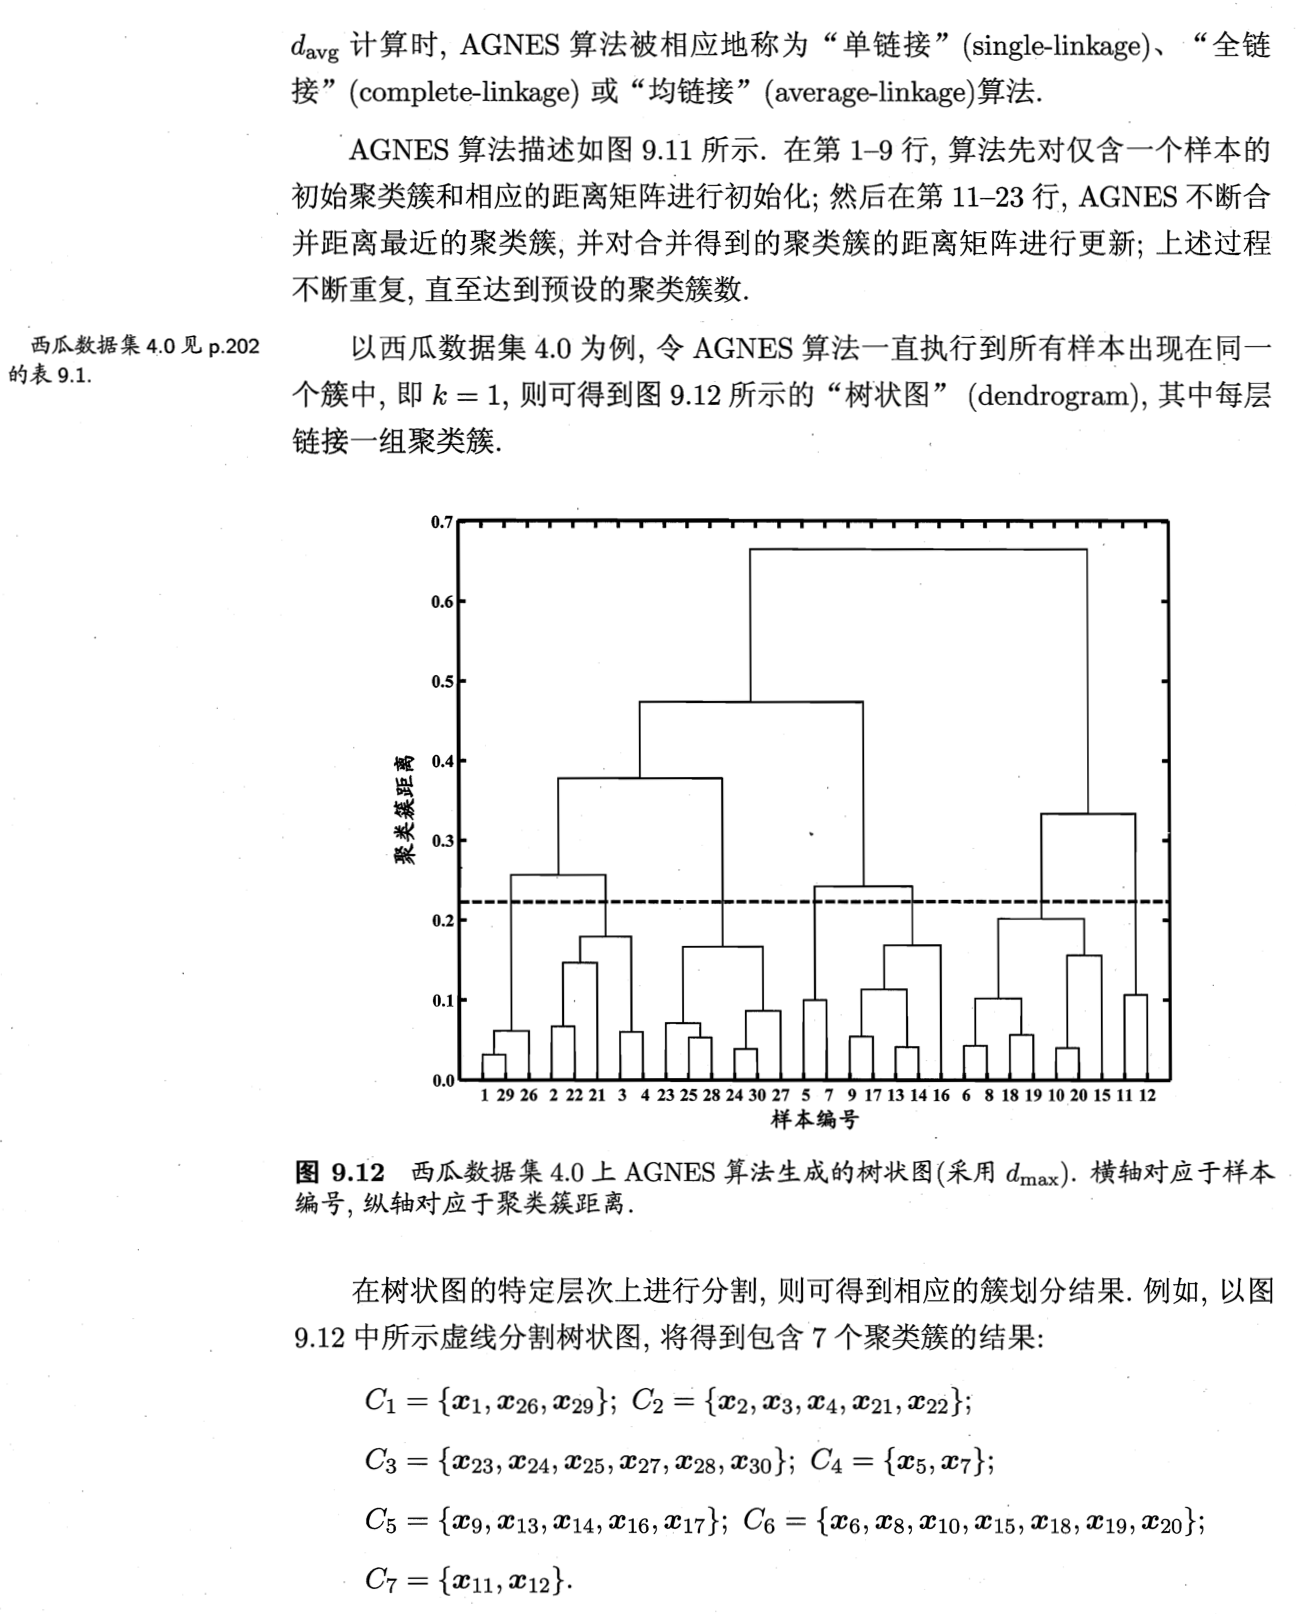 d_avg 计算时, AGNES 算法被相应地称为“单链接”(single-linkage)、“全链
接”(complete-linkage) 或“均链接”(average-linkage)算法.
AGNES 算法描述如图 9.11 所示. 在第 1–9 行, 算法先对仅含一个样本的
初始聚类簇和相应的距离矩阵进行初始化; 然后在第 11–23 行, AGNES 不断合
并距离最近的聚类簇, 并对合并得到的聚类簇的距离矩阵进行更新; 上述过程
不断重复, 直至达到预设的聚类簇数.
西瓜数据集 4.0 见 p.202
的表 9.1.
以西瓜数据集 4.0 为例, 令 AGNES 算法一直执行到所有样本出现在同一
个簇中, 即 k = 1, 则可得到图 9.12 所示的“树状图” (dendrogram), 其中每层
链接一组聚类簇.
0.7
0.6
0.5
0.4
0.3
0.2
0.1
0.0
聚类簇距离
1 29 26 2 22 21 3 4 23 25 28 24 30 27 5 7 9 17 13 14 16 6 8 18 19 10 20 15 11 12
样本编号
图 9.12 西瓜数据集 4.0 上 AGNES 算法生成的树状图(采用 d_max). 横轴对应于样本
编号, 纵轴对应于聚类簇距离.
在树状图的特定层次上进行分割, 则可得到相应的簇划分结果. 例如, 以图
9.12 中所示虚线分割树状图, 将得到包含 7 个聚类簇的结果:
C₁ = {x₁, x₂₆, x₂₉}; C₂ = {x₂, x₃, x₄, x₂₁, x₂₂};
C₃ = {x₂₃, x₂₄, x₂₅, x₂₇, x₂₈, x₃₀}; C₄ = {x₅, x₇};
C₅ = {x₉, x₁₃, x₁₄, x₁₆, x₁₇}; C₆ = {x₆, x₈, x₁₀, x₁₅, x₁₈, x₁₉, x₂₀};
C₇ = {x₁₁, x₁₂}.